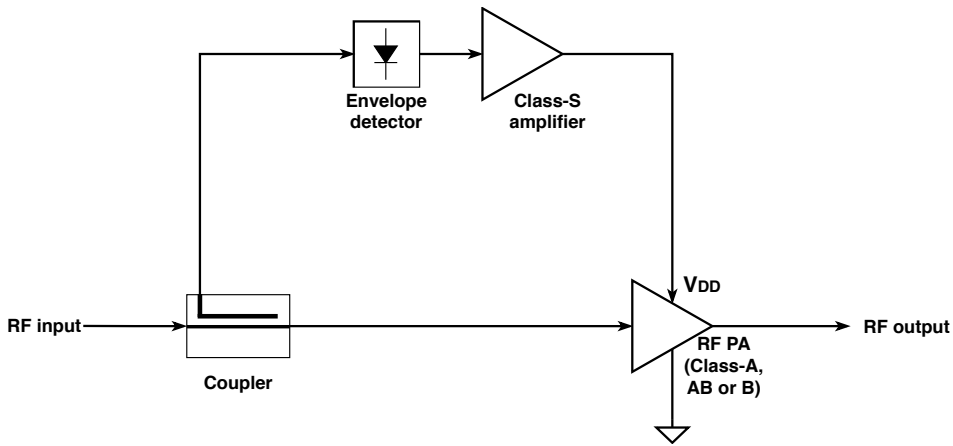 Envelope
detector
Class-S
amplifier
VDD
RF input
RF output
RF PA
(Class-A,
AB or B)
Coupler